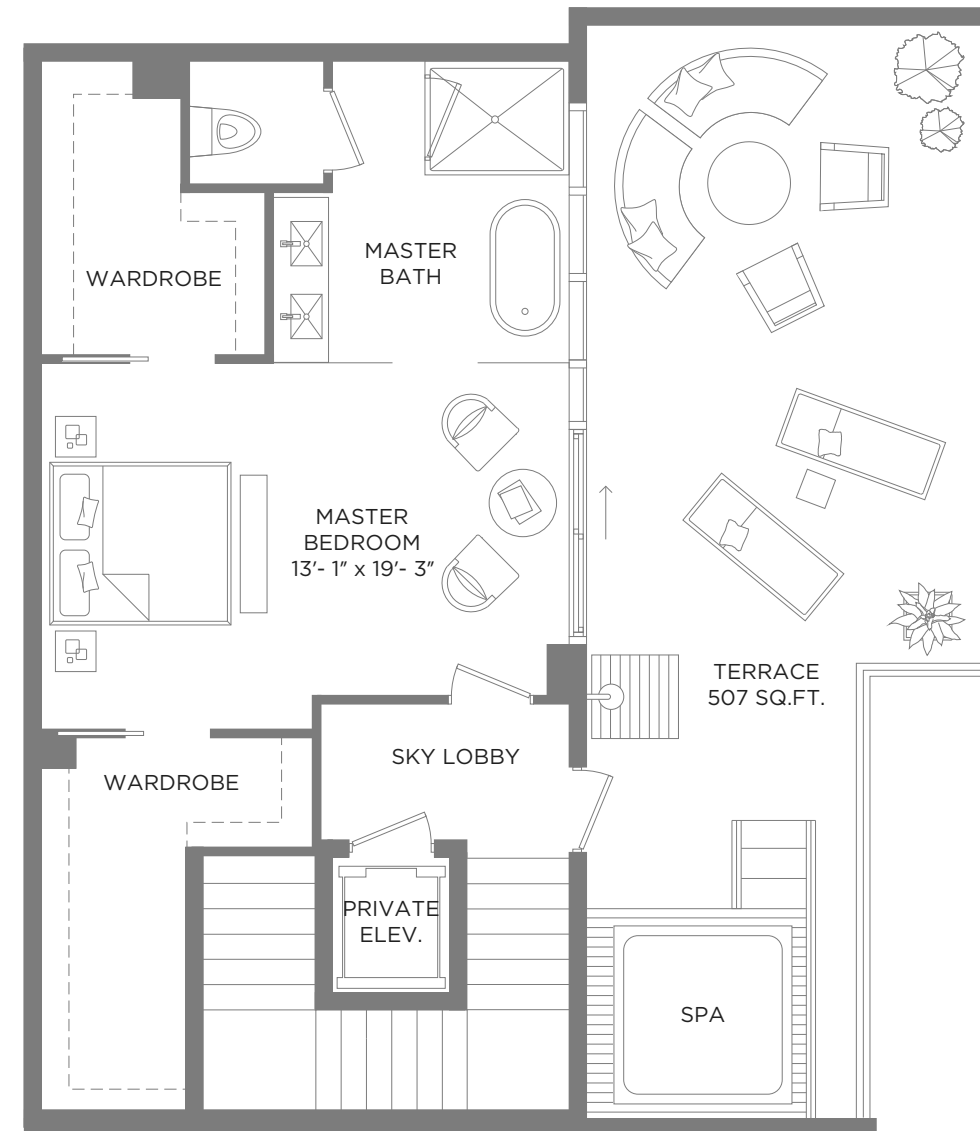 MASTER
BATH
WARDROBE
MASTER
BEDROOM
13'- 1" x 19'- 3"
TERRACE
507 SQ.FT.
SKY LOBBY
WARDROBE
PRIVATE
ELEV.
SPA